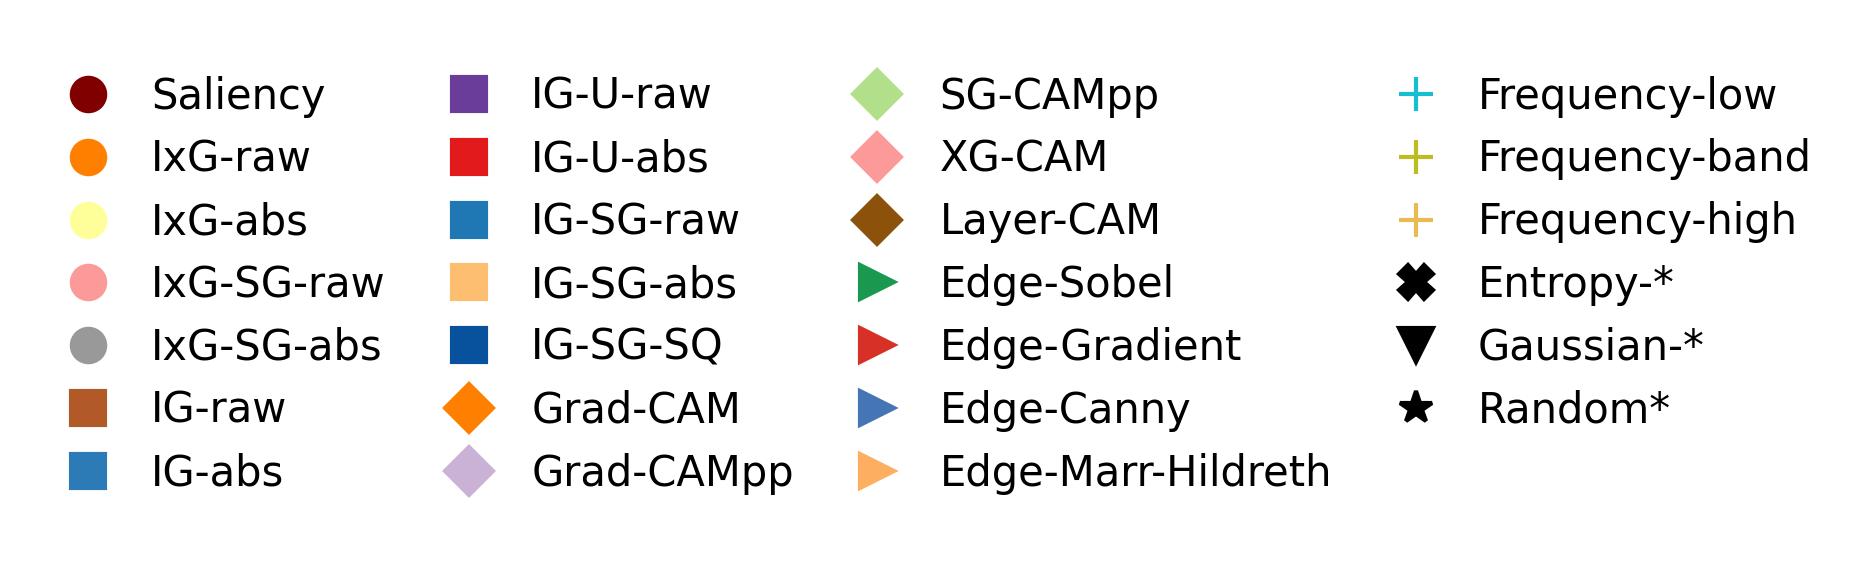 Saliency
IxG-raw
IxG-abs
IxG-SG-raw
IxG-SG-abs
IG-raw
IG-abs
IG-U-raw
IG-U-abs
IG-SG-raw
IG-SG-abs
IG-SG-SQ
Grad-CAM
Grad-CAMpp
SG-CAMpp
XG-CAM
Layer-CAM
Edge-Sobel
Edge-Gradient
Edge-Canny
Edge-Marr-Hildreth
Frequency-low
Frequency-band
Frequency-high
Entropy-*
Gaussian-*
Random*